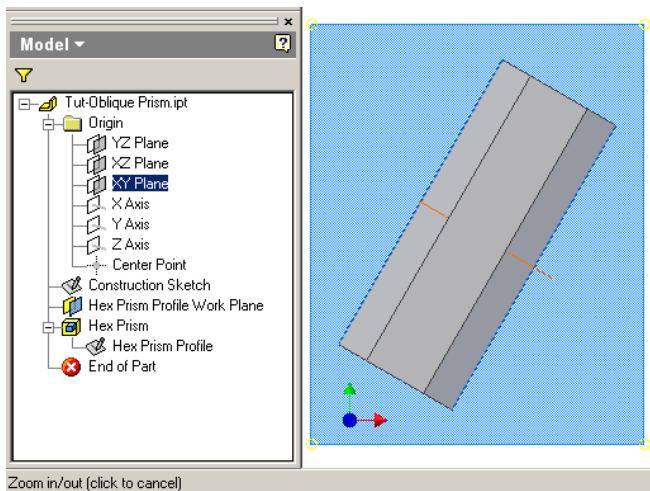 Model
Tut-Oblique Prism.ipt
Origin
YZ Plane
XZ Plane
XY Plane
X Axis
Y Axis
Z Axis
Center Point
Construction Sketch
Hex Prism Profile Work Plane
Hex Prism
Hex Prism Profile
End of Part
Zoom in/out (click to cancel)